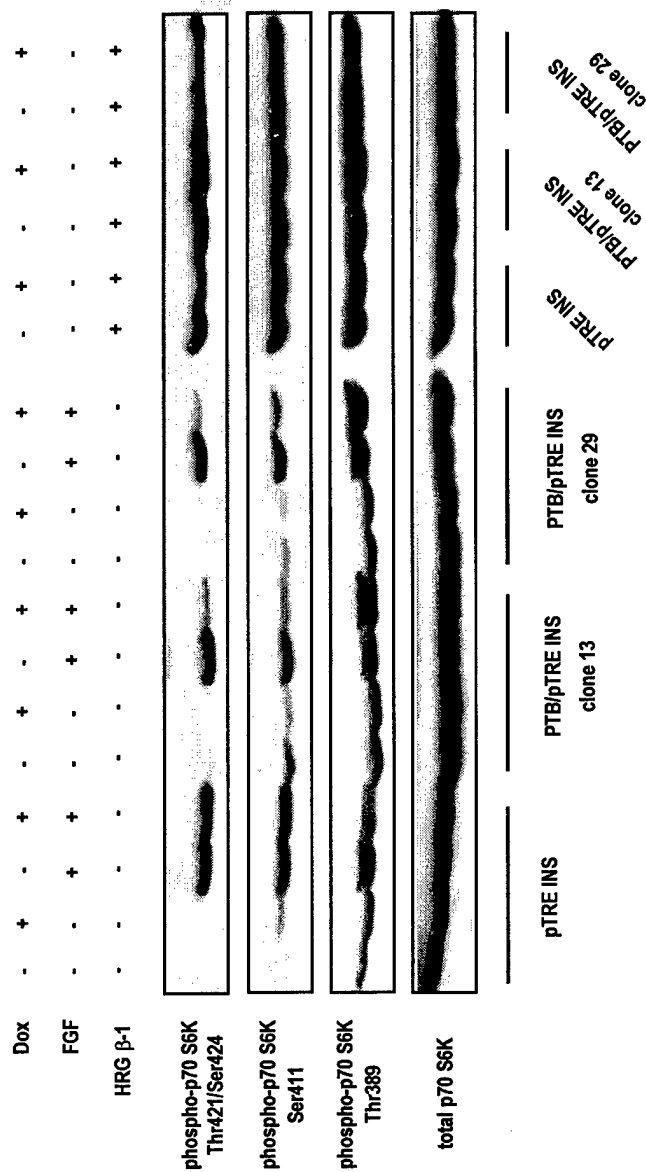 Dox - + - + - + - + - + - + - + - + - +
FGF - - + + - - + + - - + + - - - - - -
HRG β-1 - - - - - - - - - - - - + + + + + +
phospho-p70 S6K
Thr421/Ser424
phospho-p70 S6K
Ser411
phospho-p70 S6K
Thr389
total p70 S6K
pTRE INS
PTB/pTRE INS
clone 13
PTB/pTRE INS
clone 29
pTRE INS
PTB/pTRE INS
clone 13
PTB/pTRE INS
clone 29